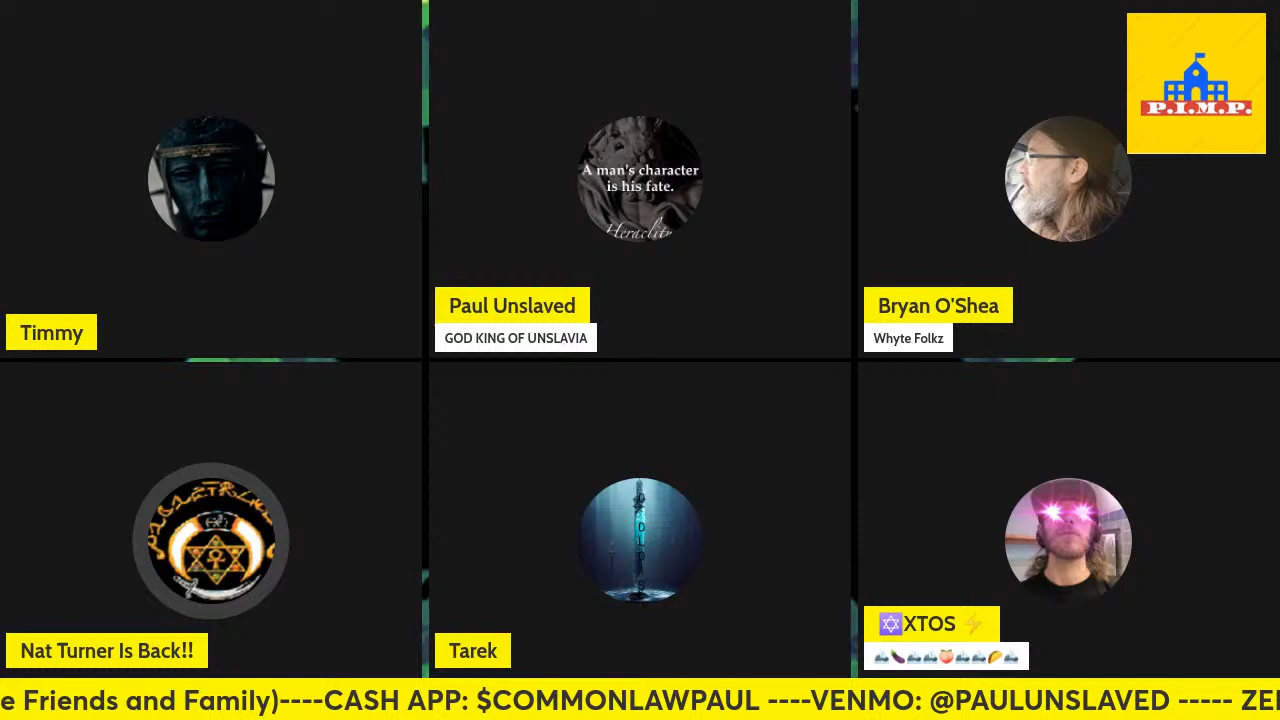 P.I.M.P.
A man's character
is his fate.
Timmy
Paul Unslaved
GOD KING OF UNSLAVIA
Bryan O'Shea
Whyte Folkz
Nat Turner Is Back!!
Tarek
✡XTOS ⚡
e Friends and Family)----CASH APP: $COMMONLAWPAUL ----VENMO: @PAULUNSLAVED ----- ZE